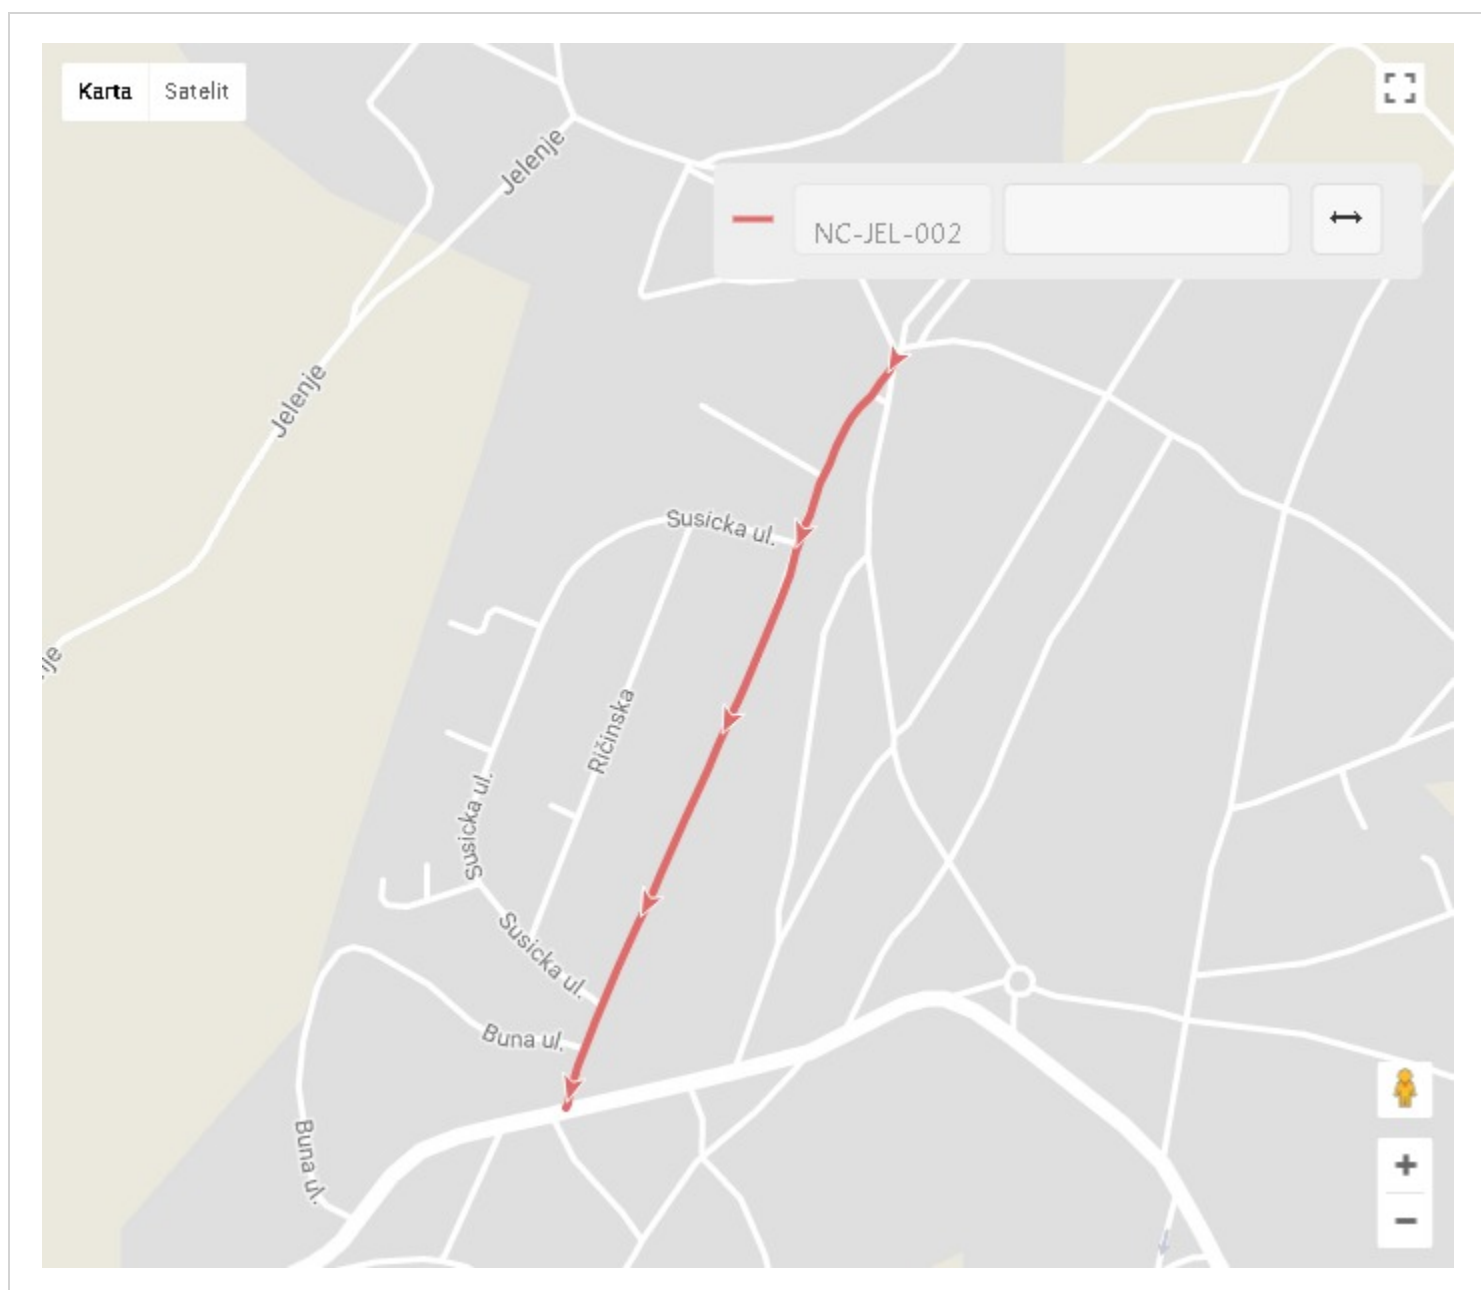 Karta
Satelit
Jelenje
NC-JEL-002
Jelenje
Susicka ul.
Ričinska
Susicka ul.
Susicka ul.
Buna ul.
Buna ul.